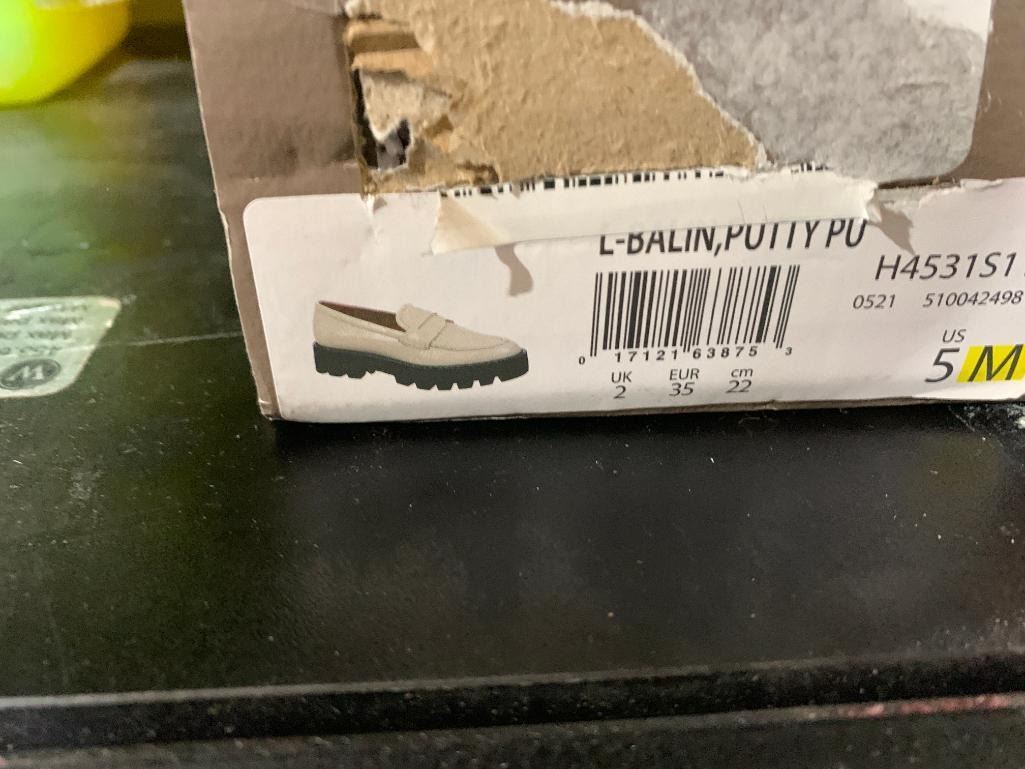 L-BALIN,PUTTY PU
H4531S1
0521 510042498
0 17121 63875 3
UK EUR cm
2 35 22
US
5 M